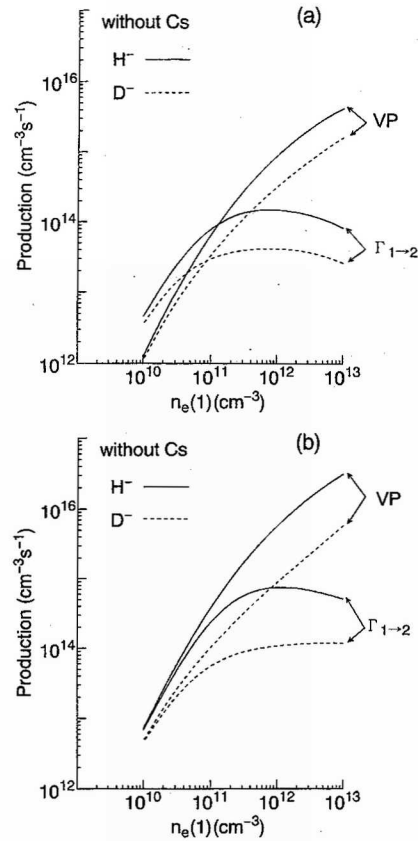 (a)
without Cs
H⁻
D⁻
10¹⁶
10¹⁴
10¹²
Production (cm⁻³s⁻¹)
VP
Γ₁→₂
10¹⁰ 10¹¹ 10¹² 10¹³
nₑ(1)(cm⁻³)
(b)
without Cs
H⁻
D⁻
10¹⁶
10¹⁴
10¹²
Production (cm⁻³s⁻¹)
VP
Γ₁→₂
10¹⁰ 10¹¹ 10¹² 10¹³
nₑ(1)(cm⁻³)